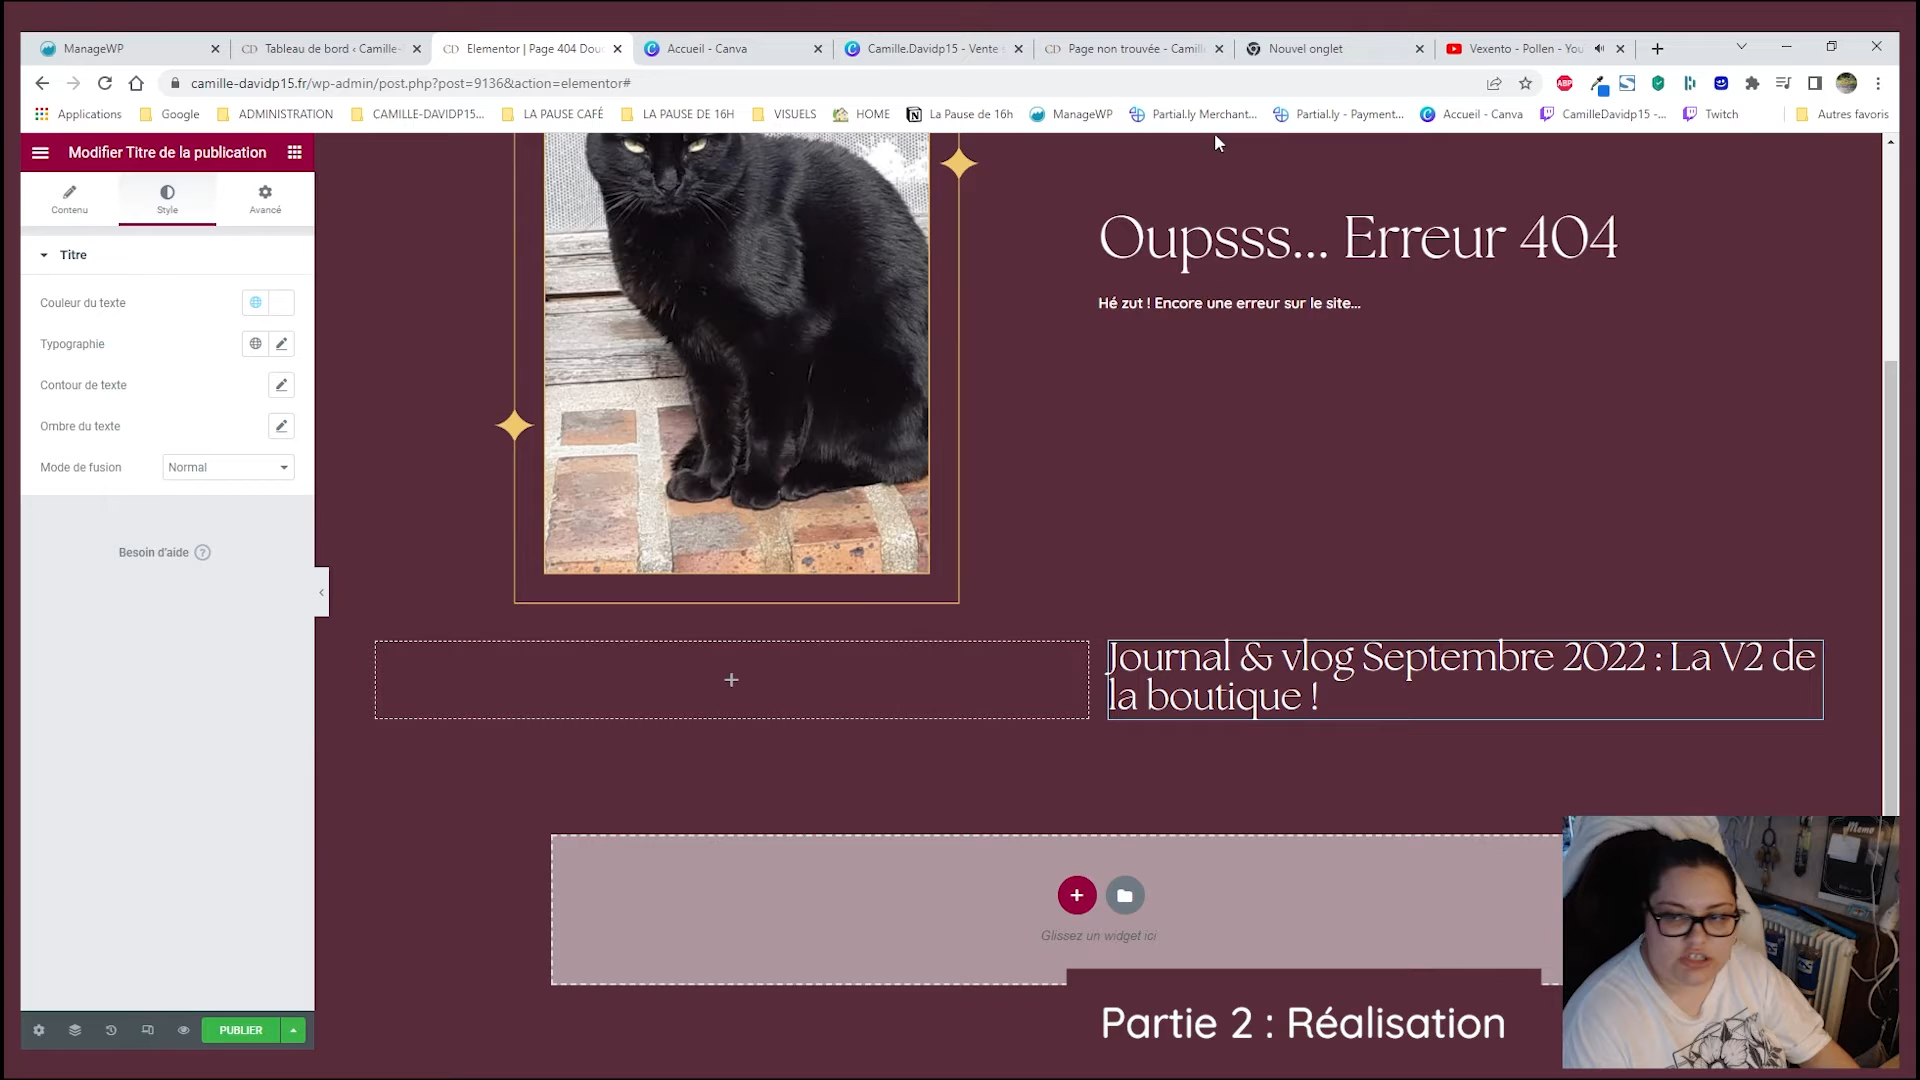 ManageWP
Tableau de bord ‹ Camille-
Elementor | Page 404 Dou
Accueil - Canva
Camille.Davidp15 - Vente s
Page non trouvée - Camill
Nouvel onglet
Vexento - Pollen - You
camille-davidp15.fr/wp-admin/post.php?post=9136&action=elementor#
Applications
Google
ADMINISTRATION
CAMILLE-DAVIDP15...
LA PAUSE CAFÉ
LA PAUSE DE 16H
VISUELS
HOME
La Pause de 16h
ManageWP
Partial.ly Merchant...
Partial.ly - Payment...
Accueil - Canva
CamilleDavidp15 -...
Twitch
Autres favoris
Modifier Titre de la publication
Contenu
Style
Avancé
Titre
Couleur du texte
Typographie
Contour de texte
Ombre du texte
Mode de fusion
Normal
Besoin d'aide
PUBLIER
Oupsss... Erreur 404
Hé zut ! Encore une erreur sur le site...
Journal & vlog Septembre 2022 : La V2 de
la boutique !
Glissez un widget ici
Partie 2 : Réalisation
Memo